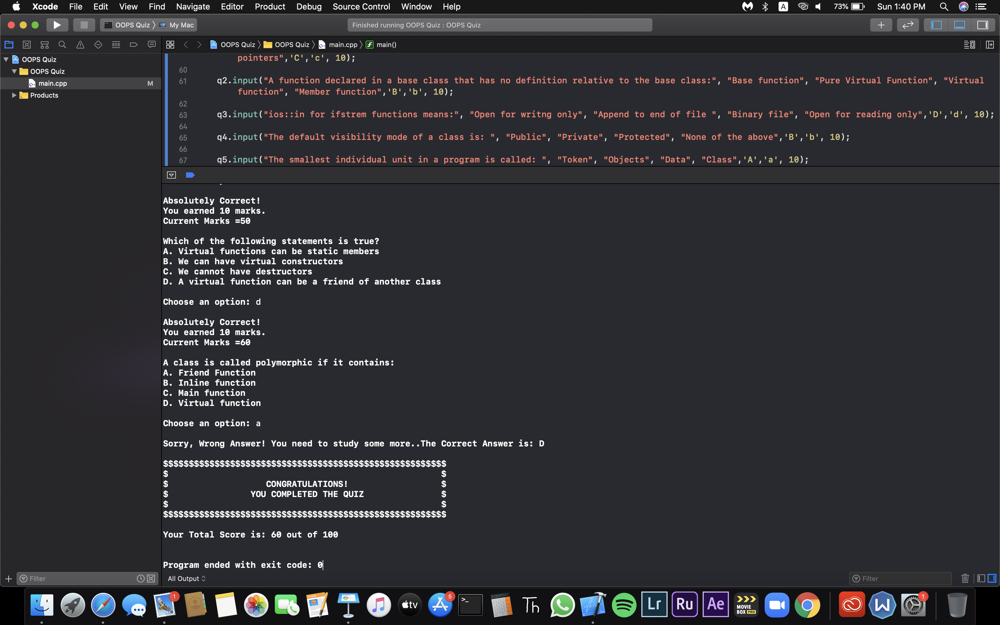 Xcode File Edit View Find Navigate Editor Product Debug Source Control Window Help A 73% Sun 1:40 PM
OOPS Quiz 〉 My Mac
Finished running OOPS Quiz : OOPS Quiz
OOPS Quiz 〉 OOPS Quiz 〉 main.cpp 〉 main()
OOPS Quiz
OOPS Quiz
main.cpp M
Products
pointers",'C','c', 10);
60
61 q2.input("A function declared in a base class that has no definition relative to the base class:", "Base function", "Pure Virtual Function", "Virtual
function", "Member function",'B','b', 10);
62
63 q3.input("ios::in for ifstrem functions means:", "Open for writng only", "Append to end of file ", "Binary file", "Open for reading only",'D','d', 10);
64
65 q4.input("The default visibility mode of a class is: ", "Public", "Private", "Protected", "None of the above",'B','b', 10);
66
67 q5.input("The smallest individual unit in a program is called: ", "Token", "Objects", "Data", "Class",'A','a', 10);
Absolutely Correct!
You earned 10 marks.
Current Marks =50
Which of the following statements is true?
A. Virtual functions can be static members
B. We can have virtual constructors
C. We cannot have destructors
D. A virtual function can be a friend of another class
Choose an option: d
Absolutely Correct!
You earned 10 marks.
Current Marks =60
A class is called polymorphic if it contains:
A. Friend Function
B. Inline function
C. Main function
D. Virtual function
Choose an option: a
Sorry, Wrong Answer! You need to study some more..The Correct Answer is: D
$$$$$$$$$$$$$$$$$$$$$$$$$$$$$$$$$$$$$$$$$$$$$$$$$$$$$$$
$ $
$ CONGRATULATIONS! $
$ YOU COMPLETED THE QUIZ $
$ $
$$$$$$$$$$$$$$$$$$$$$$$$$$$$$$$$$$$$$$$$$$$$$$$$$$$$$$$
Your Total Score is: 60 out of 100
Program ended with exit code: 0
Filter
All Output
Filter
1 PAGES tv 5 >_ Th Lr Ru Ae MOVIE BOX PRO W 1